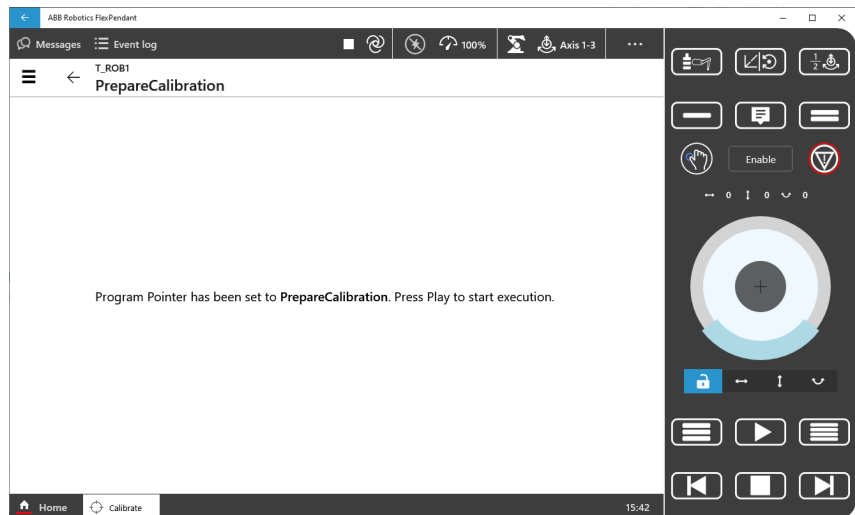 ABB Robotics FlexPendant
Messages Event log 100% Axis 1-3 ...
T_ROB1
PrepareCalibration
1/2
Enable
0 0 0
Program Pointer has been set to PrepareCalibration. Press Play to start execution.
Home Calibrate 15:42